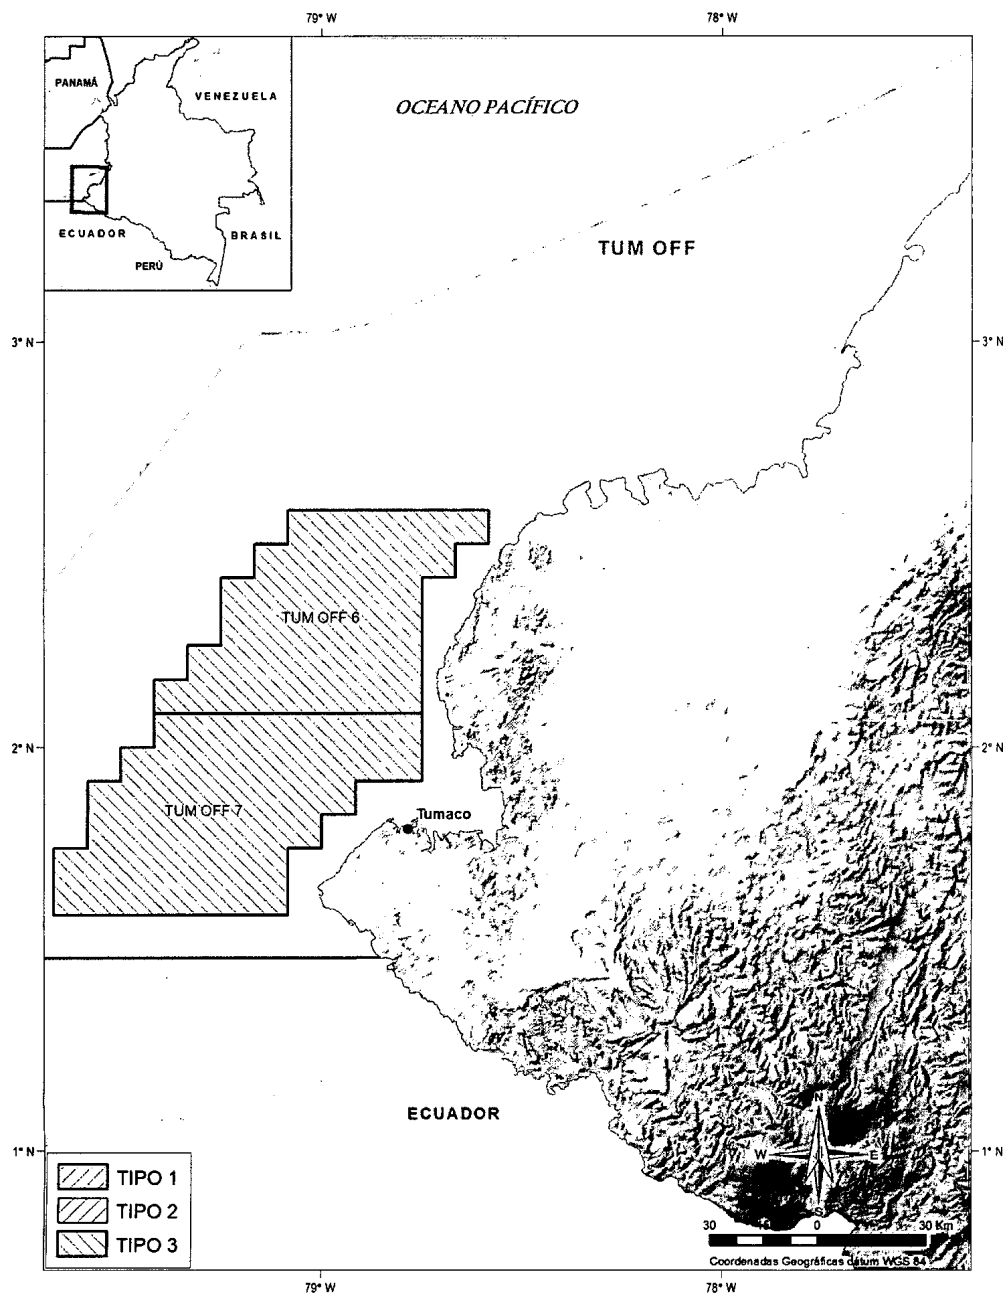 79° W
78° W
PANAMÁ
VENEZUELA
ECUADOR
BRASIL
PERÚ
OCEANO PACÍFICO
TUM OFF
3° N
3° N
TUM OFF 6
2° N
2° N
TUM OFF 7
Tumaco
ECUADOR
1° N
1° N
N
W
E
S
TIPO 1
TIPO 2
TIPO 3
30
0
30 Km
Coordenadas Geográficas dátum WGS 84
79° W
78° W